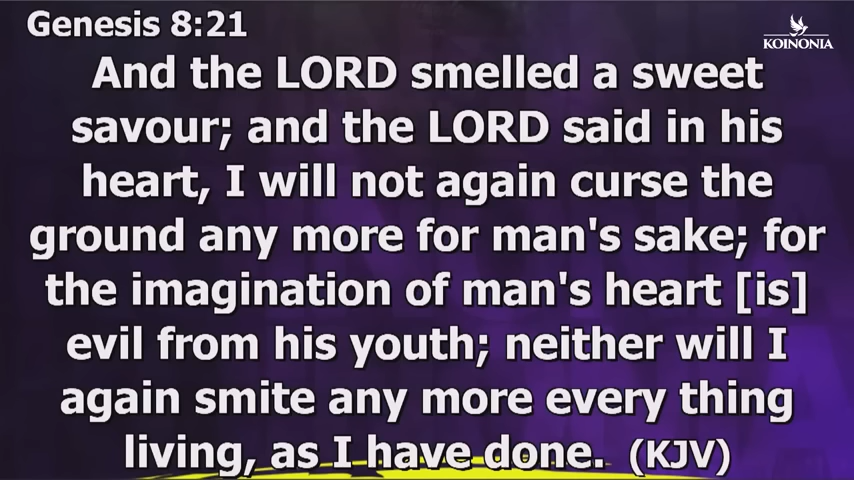 Genesis 8:21
KOINONIA
And the LORD smelled a sweet
savour; and the LORD said in his
heart, I will not again curse the
ground any more for man's sake; for
the imagination of man's heart [is]
evil from his youth; neither will I
again smite any more every thing
living, as I have done. (KJV)